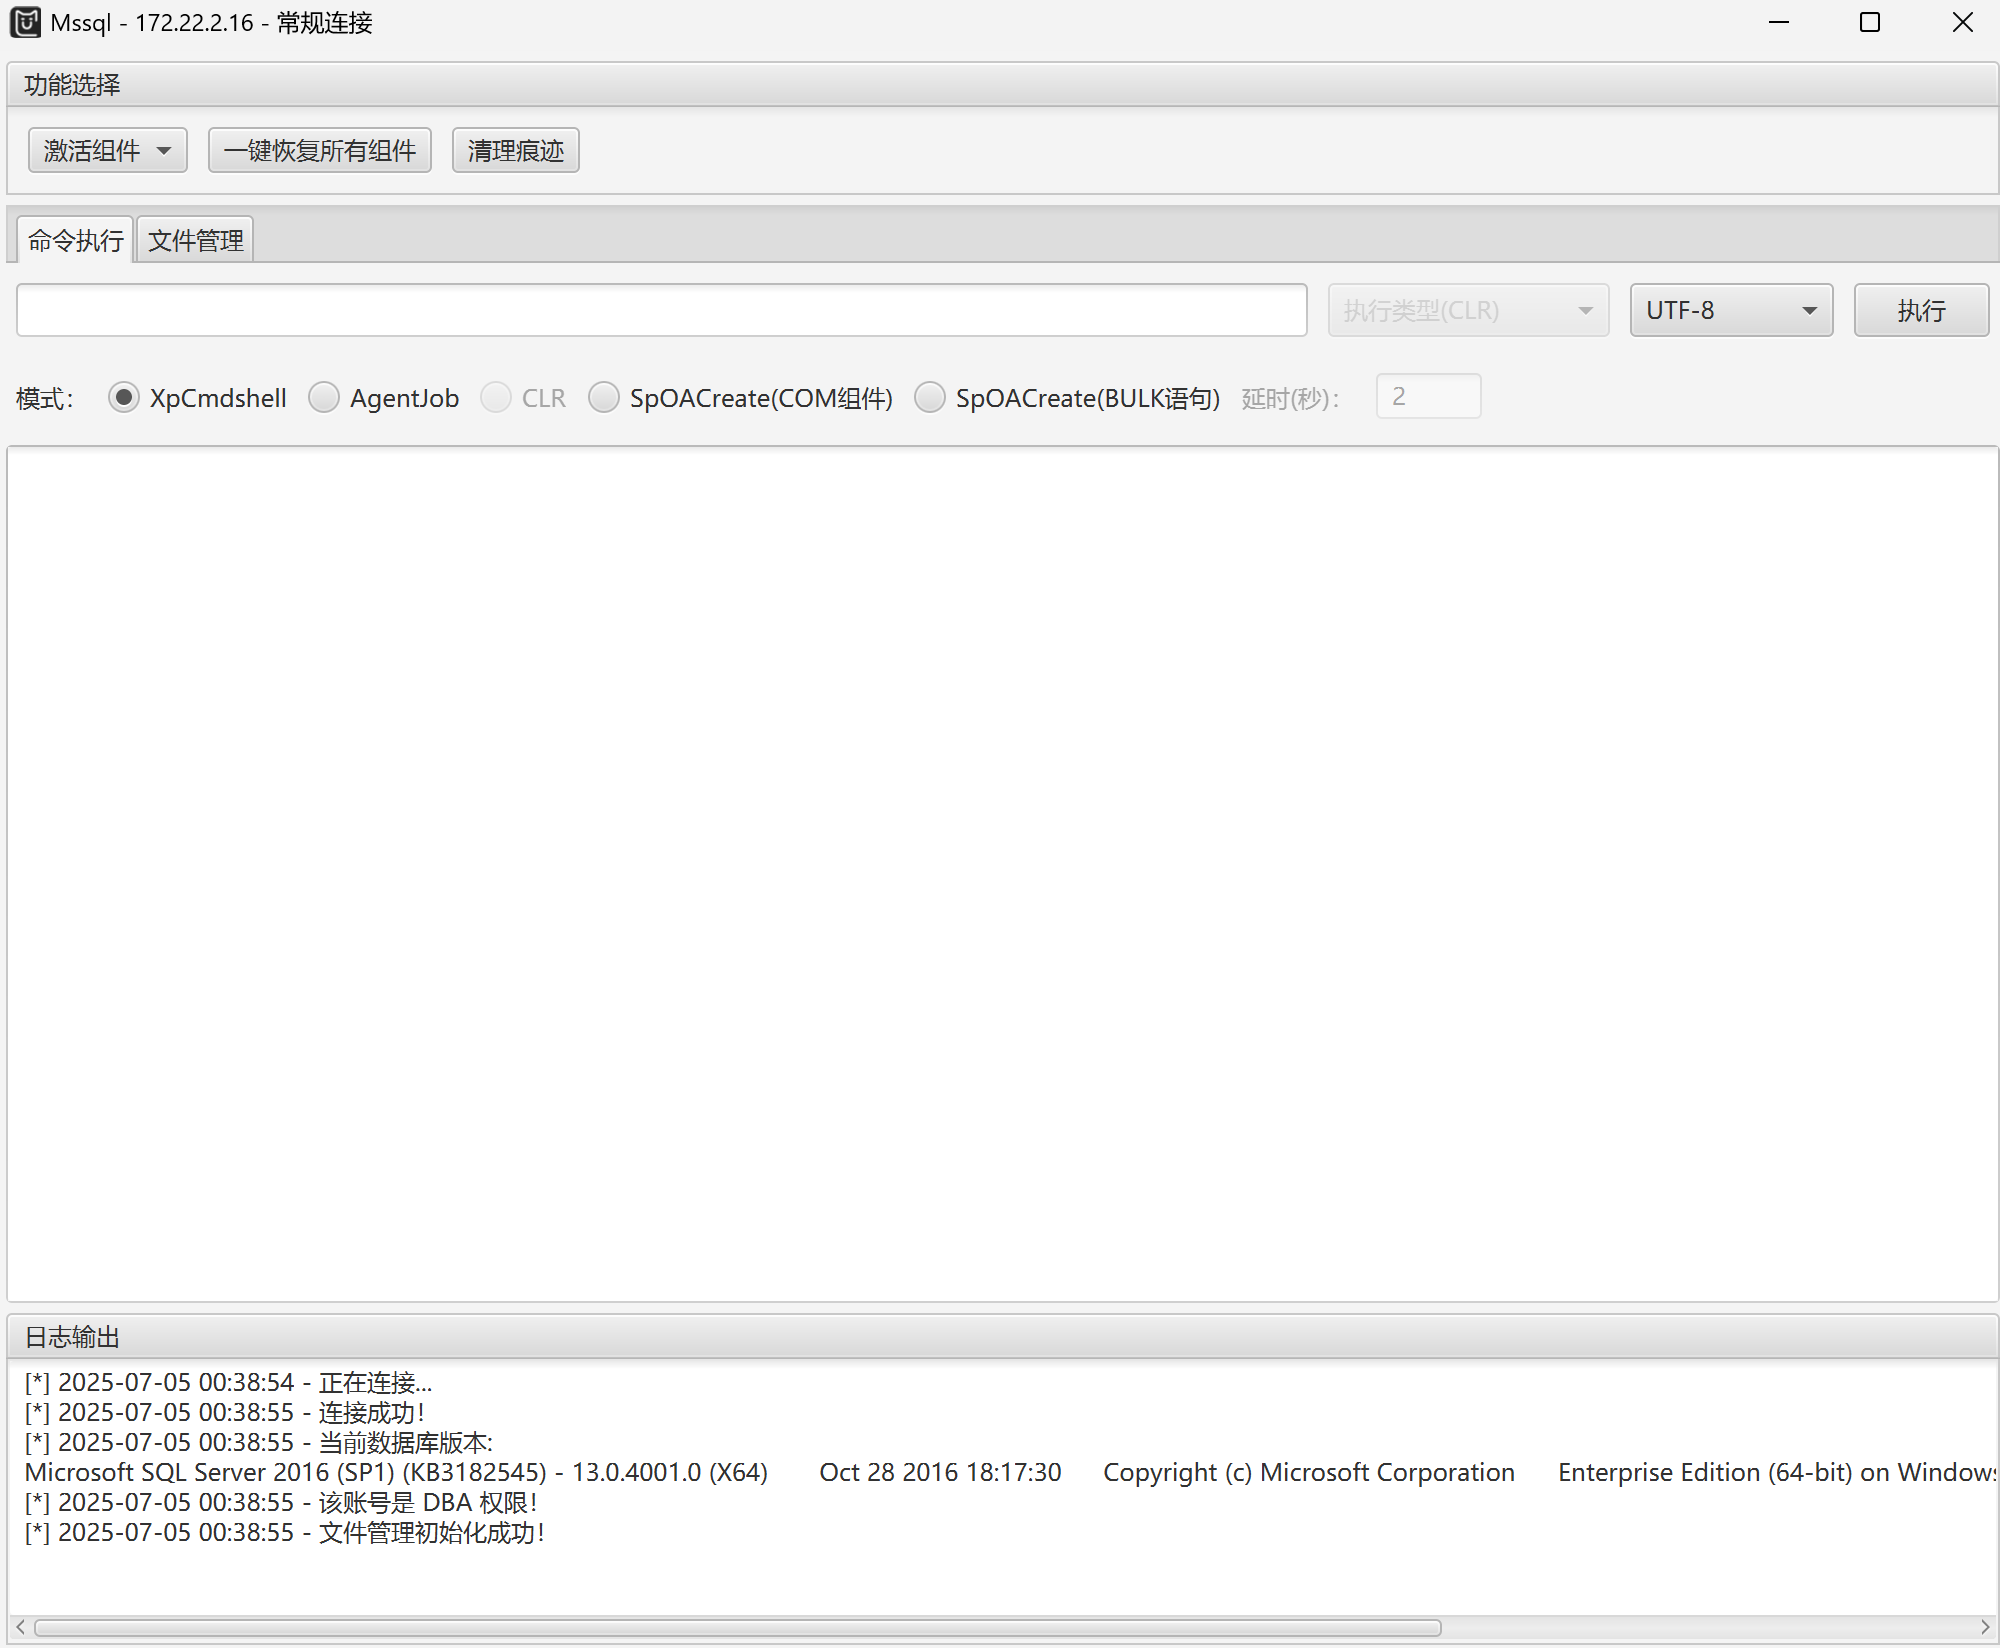 Mssql - 172.22.2.16 - 常规连接
功能选择
激活组件 一键恢复所有组件 清理痕迹
命令执行 文件管理
执行类型(CLR) UTF-8 执行
模式: XpCmdshell AgentJob CLR SpOACreate(COM组件) SpOACreate(BULK语句) 延时(秒): 2
日志输出
[*] 2025-07-05 00:38:54 - 正在连接...
[*] 2025-07-05 00:38:55 - 连接成功!
[*] 2025-07-05 00:38:55 - 当前数据库版本:
Microsoft SQL Server 2016 (SP1) (KB3182545) - 13.0.4001.0 (X64) Oct 28 2016 18:17:30 Copyright (c) Microsoft Corporation Enterprise Edition (64-bit) on Windows
[*] 2025-07-05 00:38:55 - 该账号是 DBA 权限!
[*] 2025-07-05 00:38:55 - 文件管理初始化成功!